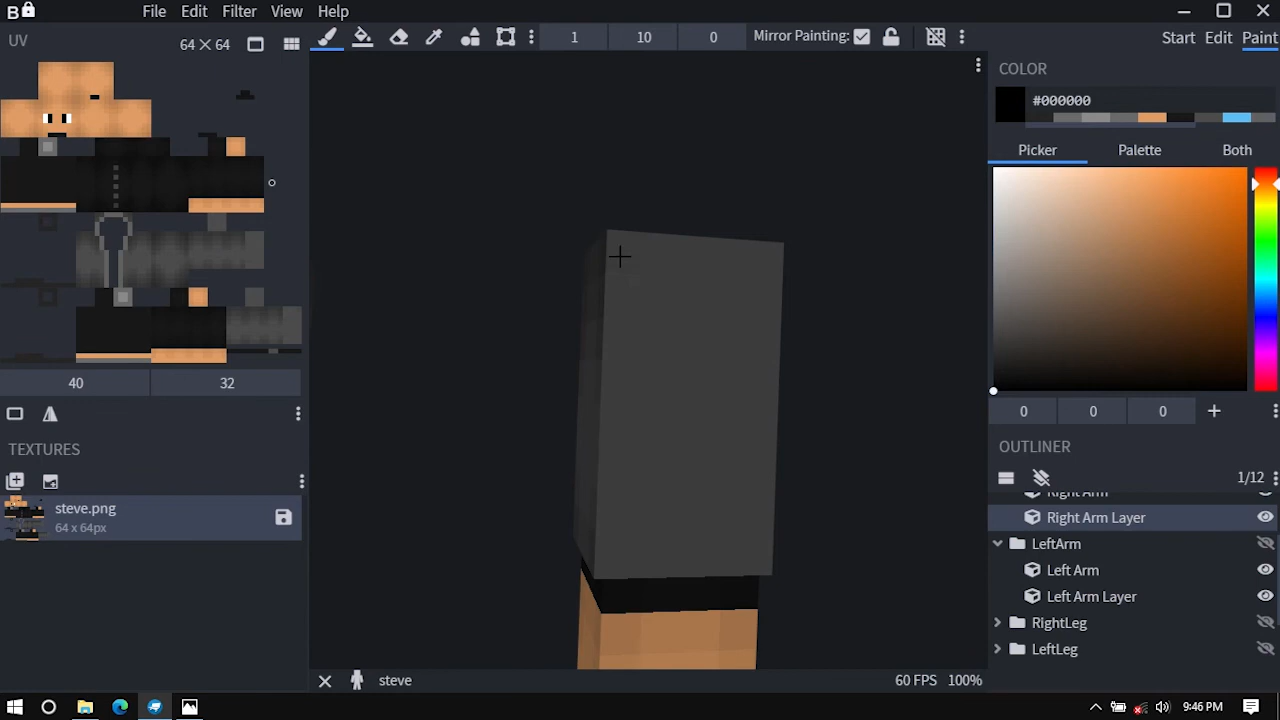 B File Edit Filter View Help
UV 64 × 64 1 10 0 Mirror Painting: Start Edit Paint
COLOR
#000000
Picker Palette Both
40 32
0 0 0 +
TEXTURES
steve.png
64 x 64px
OUTLINER
1/12
Right Arm
Right Arm Layer
LeftArm
Left Arm
Left Arm Layer
RightLeg
LeftLeg
steve 60 FPS 100%
9:46 PM